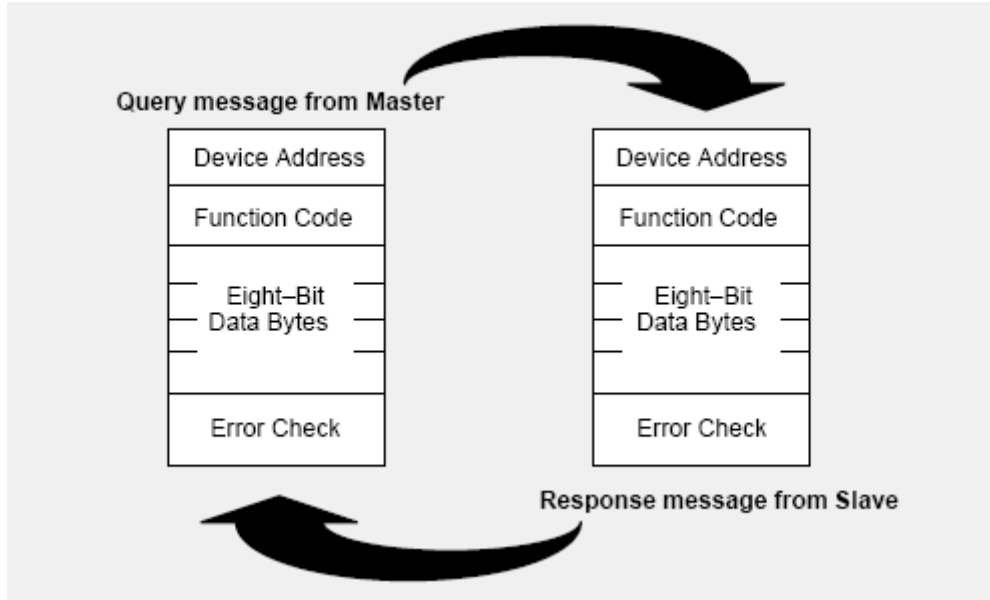 Query message from Master
Device Address
Function Code
Eight–Bit
Data Bytes
Error Check
Device Address
Function Code
Eight–Bit
Data Bytes
Error Check
Response message from Slave